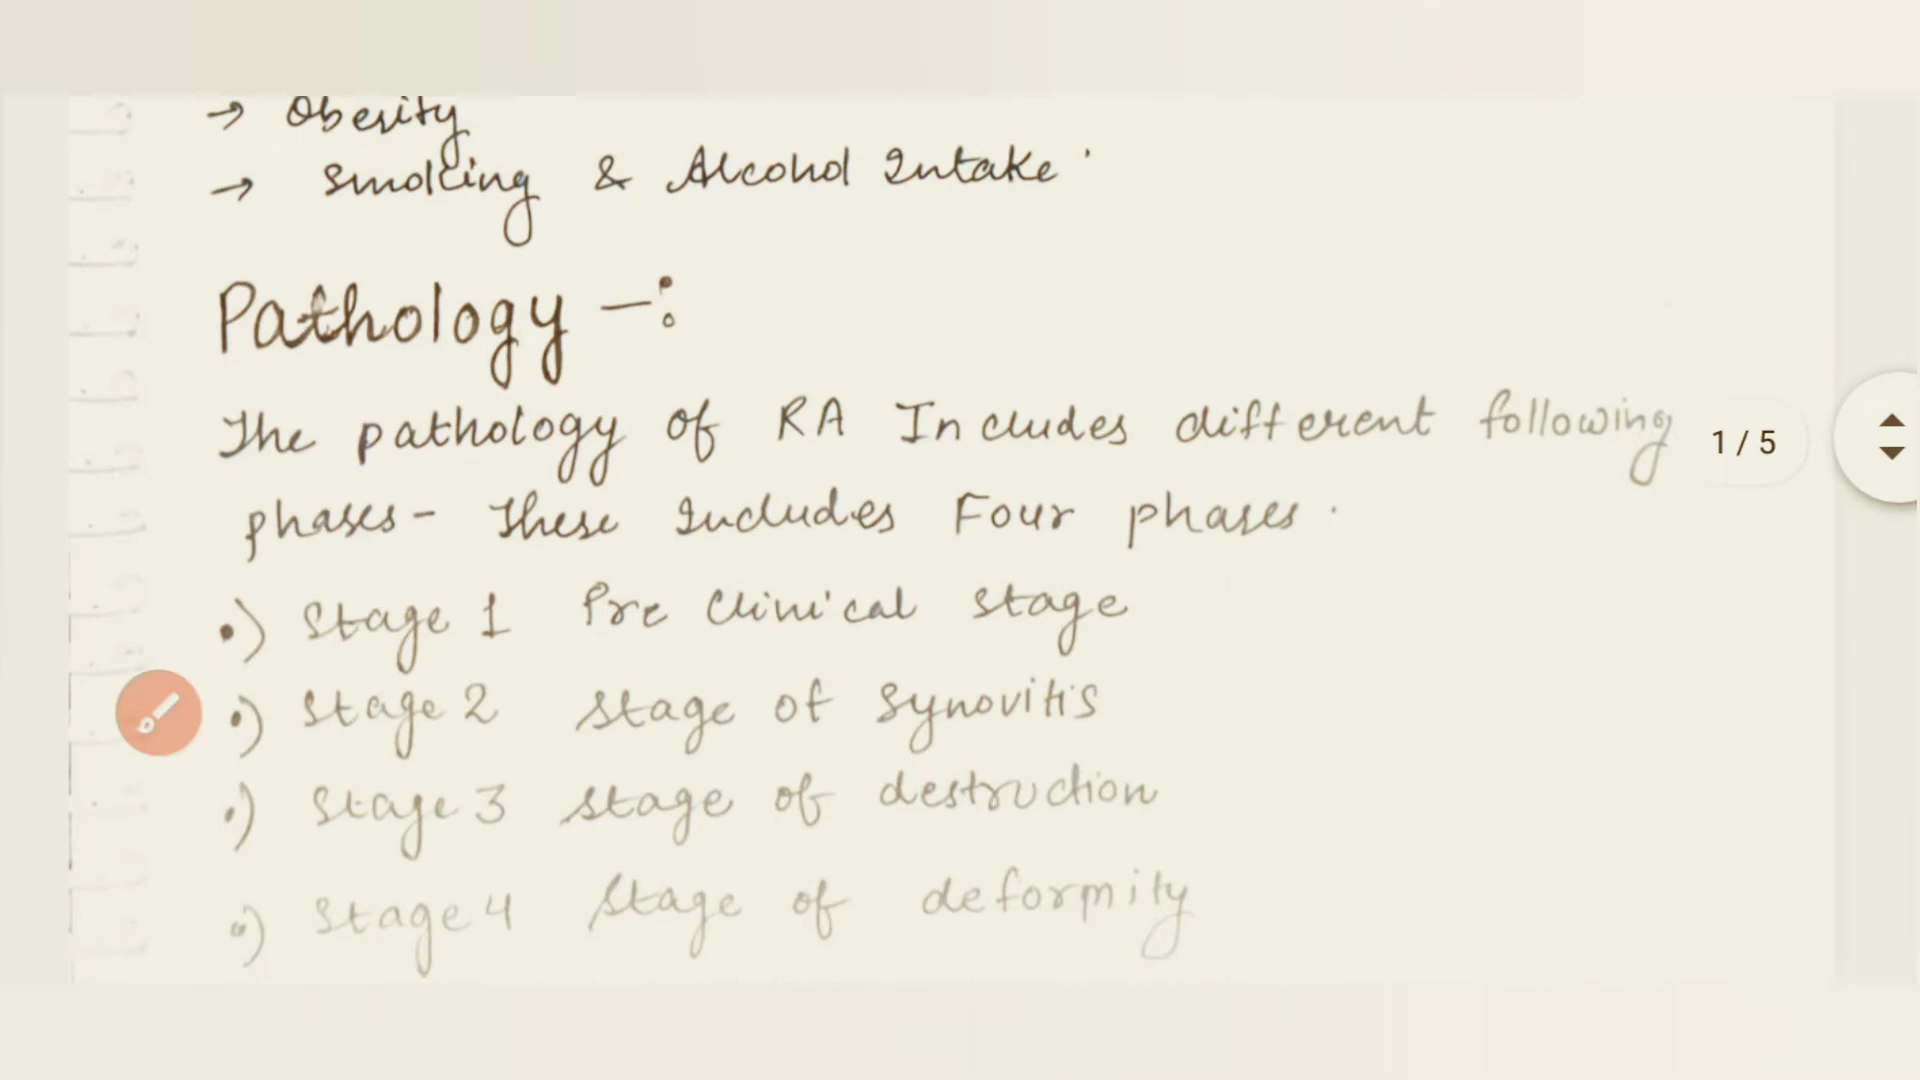 → Obesity
→ Smoking & Alcohol Intake.
Pathology -:
The pathology of RA Includes different following
1 / 5
phases - These Includes Four phases.
•) Stage 1 Pre Clinical stage
•) Stage 2 stage of Synovitis
•) Stage 3 stage of destruction
•) Stage 4 Stage of deformity